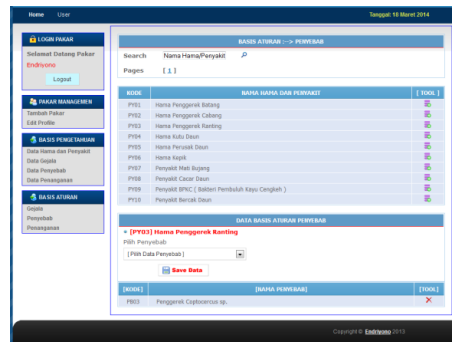 Home User Tanggal: 10 Maret 2014
LOGIN PAKAR
Selamat Datang Pakar
Endriyono
Logout
PAKAR MANAGEMEN
Tambah Pakar
Edit Profile
BASIS PENGETAHUAN
Data Hama dan Penyakit
Data Gejala
Data Penyebab
Data Penanganan
BASIS ATURAN
Gejala
Penyebab
Penanganan
BASIS ATURAN :--> PENYEBAB
Search Nama Hama/Penyakit
Pages [ 1 ]
KODE NAMA HAMA DAN PENYAKIT [ TOOL ]
PY01 Hama Penggerek Batang
PY02 Hama Penggerek Cabang
PY03 Hama Penggerek Ranting
PY04 Hama Kutu Daun
PY05 Hama Perusak Daun
PY06 Hama Kepik
PY07 Penyakit Mati Bujang
PY08 Penyakit Cacar Daun
PY09 Penyakit BPKC ( Bakteri Pembuluh Kayu Cengkeh )
PY10 Penyakit Bercak Daun
DATA BASIS ATURAN PENYEBAB
[PY03] Hama Penggerek Ranting
Pilih Penyebab
[ Pilih Data Penyebab ]
Save Data
[KODE] [NAMA PENYEBAB] [TOOL]
PB03 Penggerek Coptocercus sp.
Copyright © Endriyono 2013